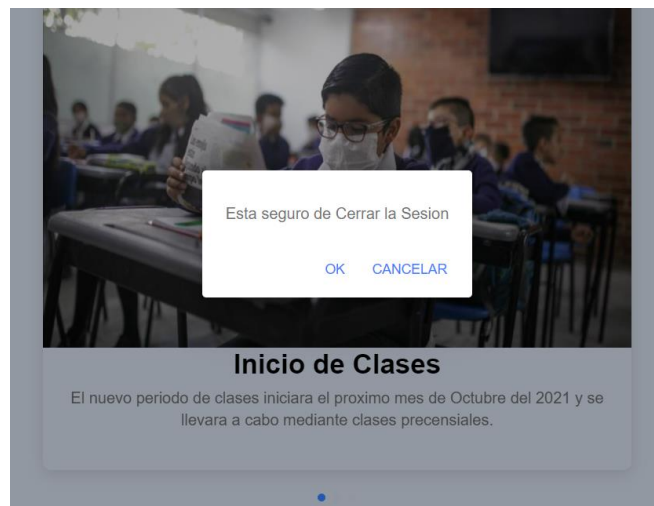 Esta seguro de Cerrar la Sesion
OK CANCELAR
Inicio de Clases
El nuevo periodo de clases iniciara el proximo mes de Octubre del 2021 y se
llevara a cabo mediante clases precensiales.